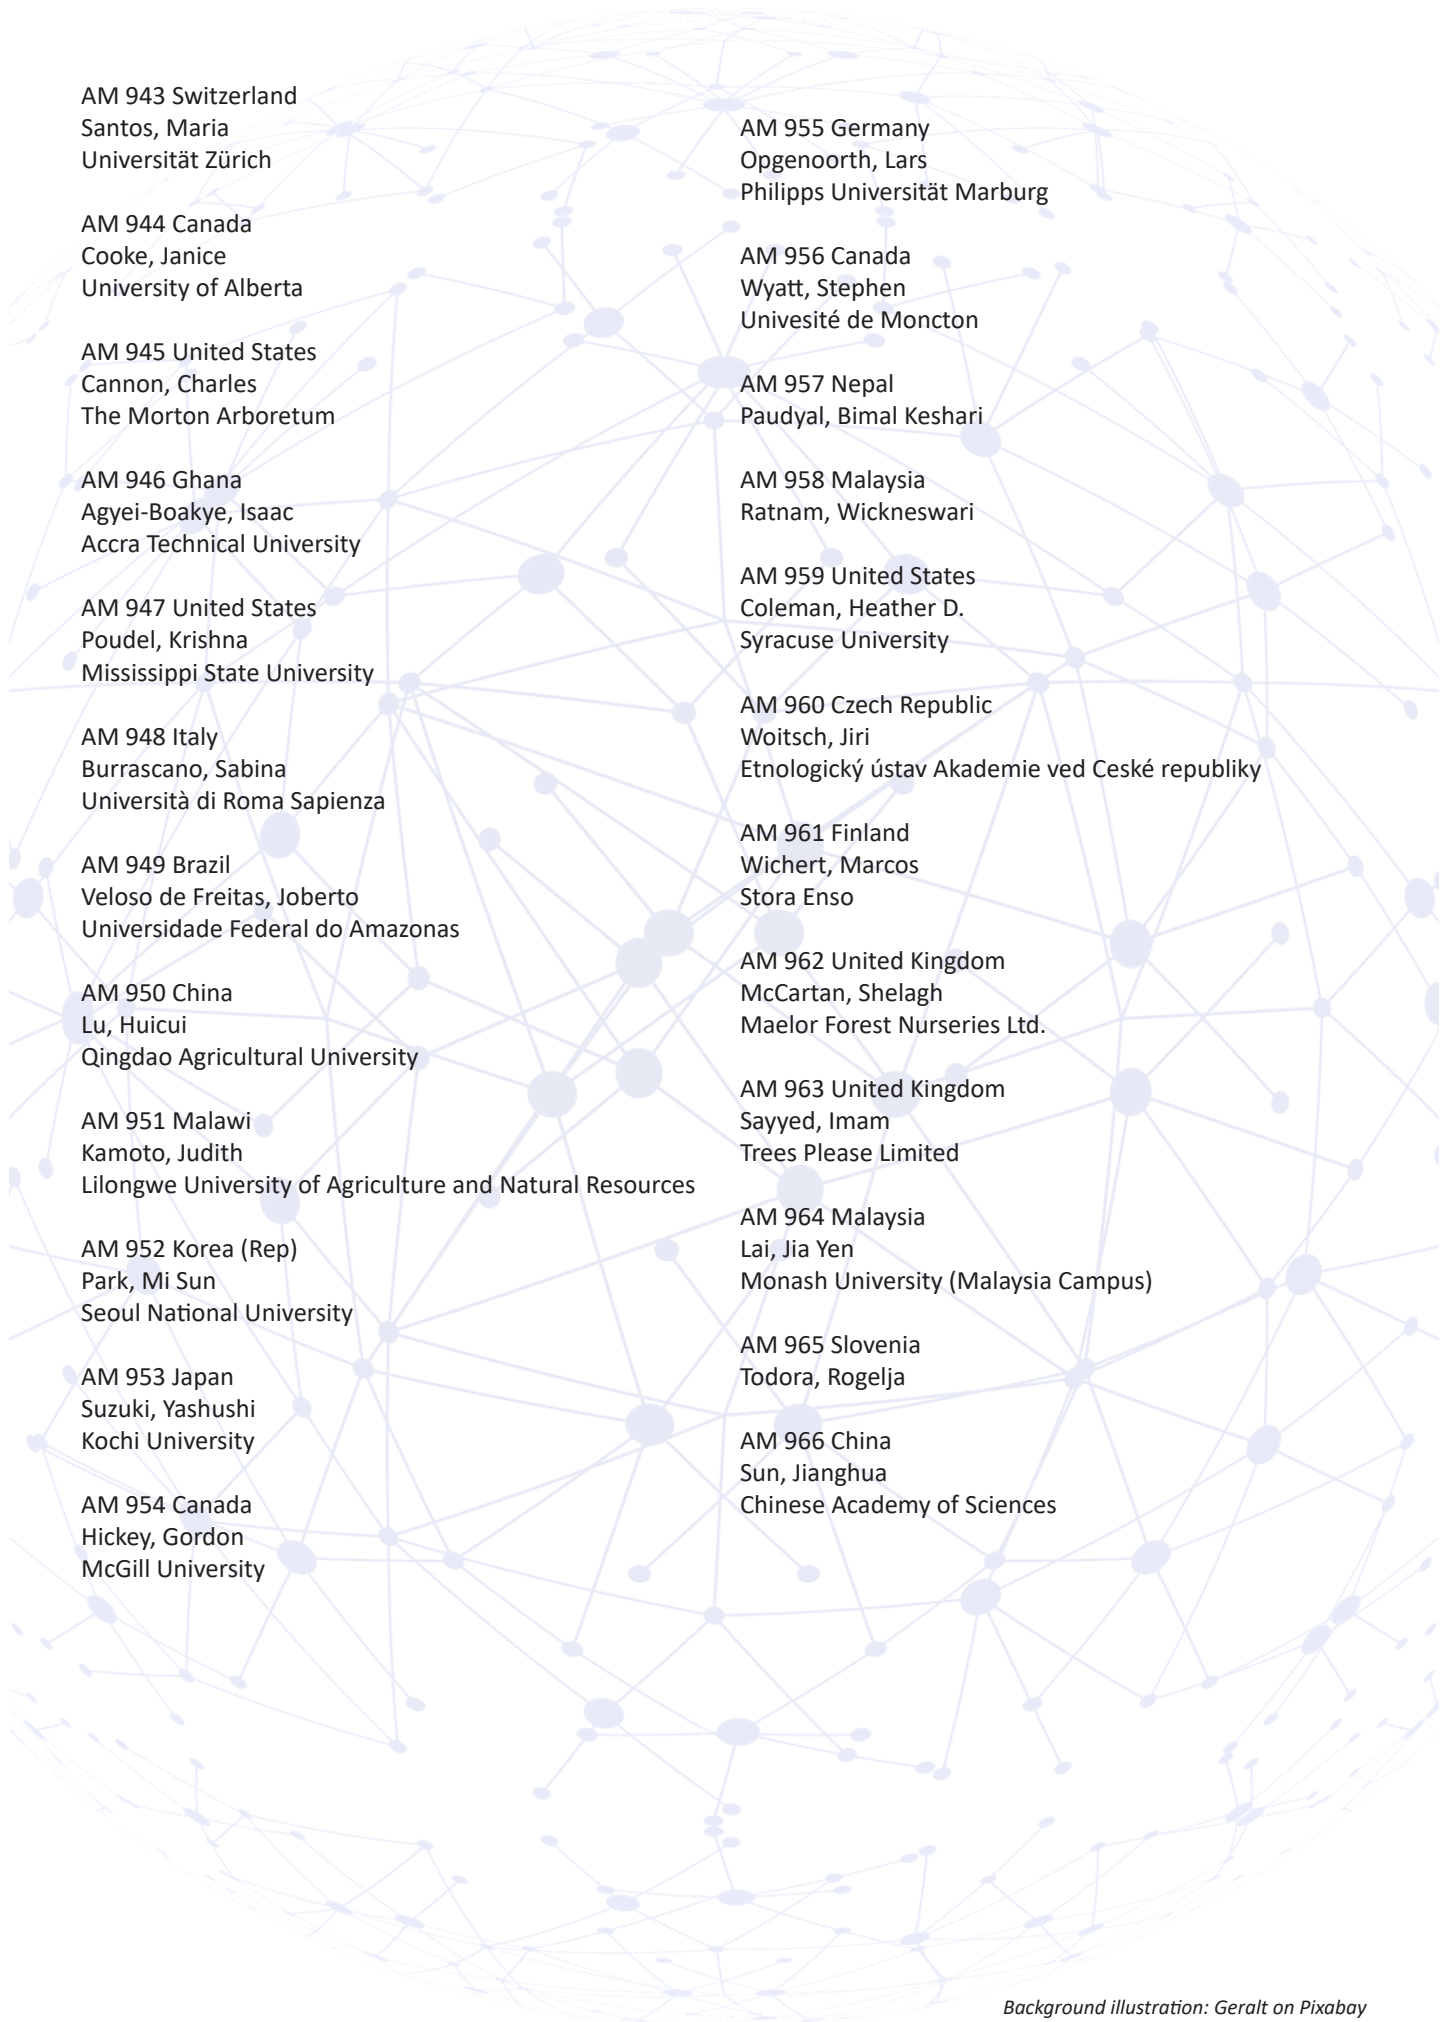 AM 943 Switzerland
Santos, Maria
Universität Zürich
AM 944 Canada
Cooke, Janice
University of Alberta
AM 945 United States
Cannon, Charles
The Morton Arboretum
AM 946 Ghana
Agyei-Boakye, Isaac
Accra Technical University
AM 947 United States
Poudel, Krishna
Mississippi State University
AM 948 Italy
Burrascano, Sabina
Università di Roma Sapienza
AM 949 Brazil
Veloso de Freitas, Joberto
Universidade Federal do Amazonas
AM 950 China
Lu, Huicui
Qingdao Agricultural University
AM 951 Malawi
Kamoto, Judith
Lilongwe University of Agriculture and Natural Resources
AM 952 Korea (Rep)
Park, Mi Sun
Seoul National University
AM 953 Japan
Suzuki, Yashushi
Kochi University
AM 954 Canada
Hickey, Gordon
McGill University
AM 955 Germany
Opgenoorth, Lars
Philipps Universität Marburg
AM 956 Canada
Wyatt, Stephen
Univesité de Moncton
AM 957 Nepal
Paudyal, Bimal Keshari
AM 958 Malaysia
Ratnam, Wickneswari
AM 959 United States
Coleman, Heather D.
Syracuse University
AM 960 Czech Republic
Woitsch, Jiri
Etnologický ústav Akademie ved Ceské republiky
AM 961 Finland
Wichert, Marcos
Stora Enso
AM 962 United Kingdom
McCartan, Shelagh
Maelor Forest Nurseries Ltd.
AM 963 United Kingdom
Sayyed, Imam
Trees Please Limited
AM 964 Malaysia
Lai, Jia Yen
Monash University (Malaysia Campus)
AM 965 Slovenia
Todora, Rogelja
AM 966 China
Sun, Jianghua
Chinese Academy of Sciences
Background illustration: Geralt on Pixabay